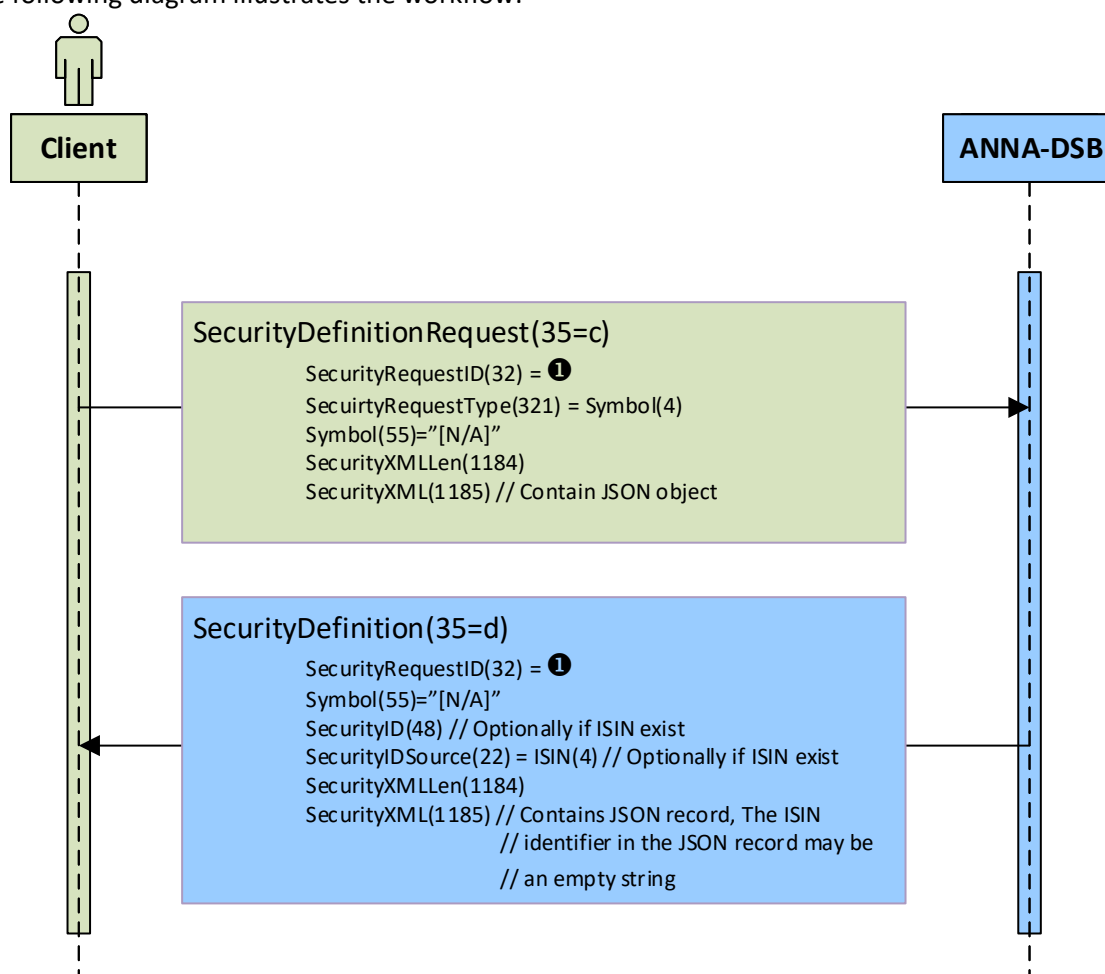 following diagram illustrates the workflow:
Client
ANNA-DSB
SecurityDefinitionRequest(35=c)
SecurityRequestID(32) = ❶
SecuirtyRequestType(321) = Symbol(4)
Symbol(55)=”[N/A]”
SecurityXMLLen(1184)
SecurityXML(1185) // Contain JSON object
SecurityDefinition(35=d)
SecurityRequestID(32) = ❶
Symbol(55)=”[N/A]”
SecurityID(48) // Optionally if ISIN exist
SecurityIDSource(22) = ISIN(4) // Optionally if ISIN exist
SecurityXMLLen(1184)
SecurityXML(1185) // Contains JSON record, The ISIN
// identifier in the JSON record may be
// an empty string